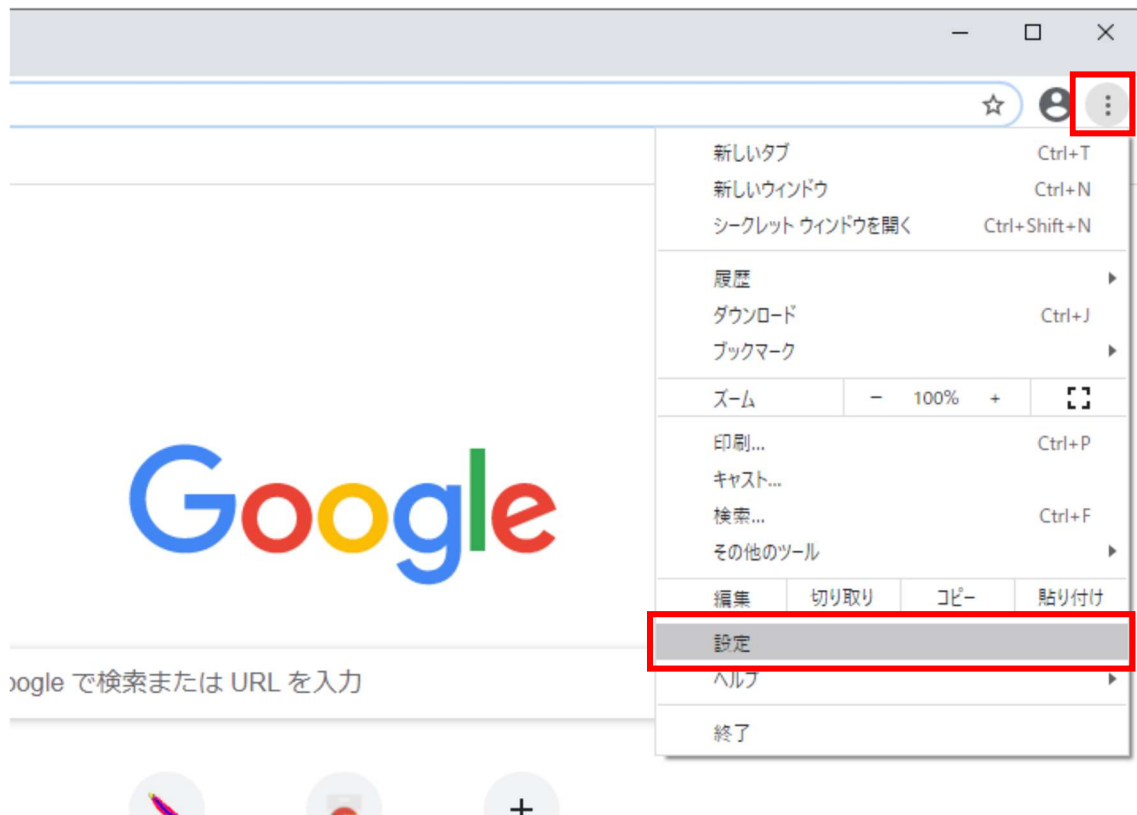 新しいタブ Ctrl+T
新しいウィンドウ Ctrl+N
シークレット ウィンドウを開く Ctrl+Shift+N
履歴
ダウンロード Ctrl+J
ブックマーク
ズーム - 100% +
印刷... Ctrl+P
キャスト...
検索... Ctrl+F
その他のツール
編集 切り取り コピー 貼り付け
設定
ヘルプ
終了
Google
oogle で検索または URL を入力